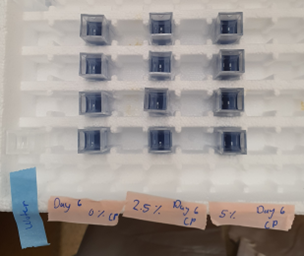 water
Day 6
0% CP
2.5% Day 6
CP
5% Day 6
CP